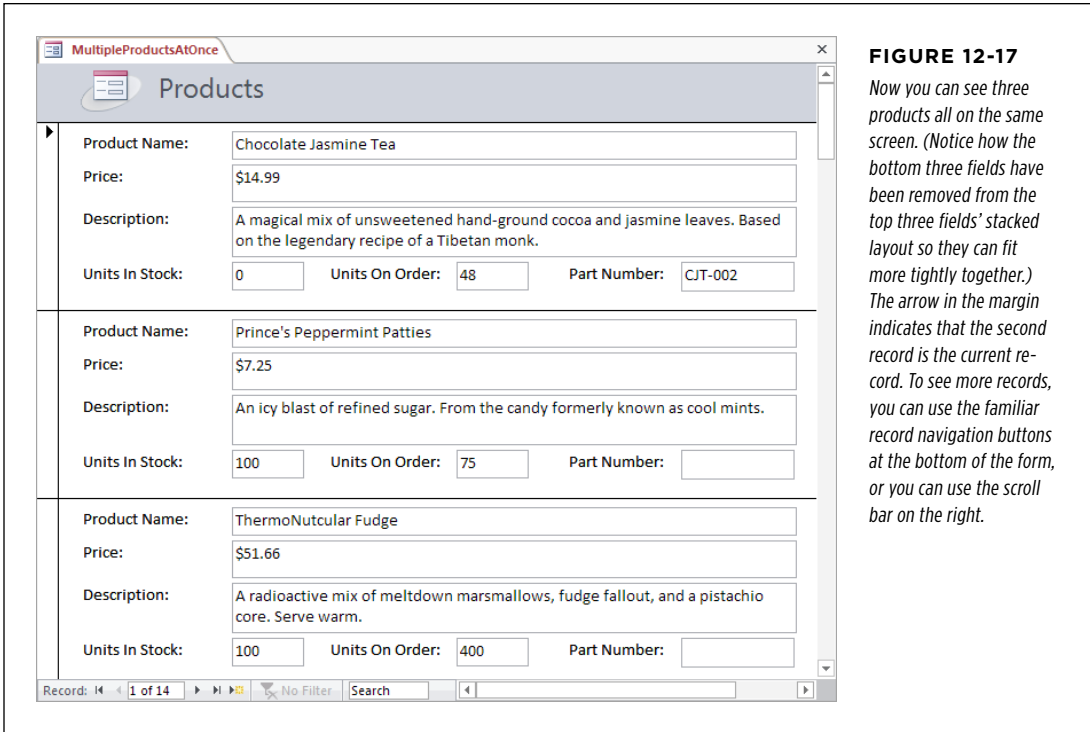 MultipleProductsAtOnce
Products
Product Name: Chocolate Jasmine Tea
Price: $14.99
Description: A magical mix of unsweetened hand-ground cocoa and jasmine leaves. Based
on the legendary recipe of a Tibetan monk.
Units In Stock: 0 Units On Order: 48 Part Number: CJT-002
Product Name: Prince's Peppermint Patties
Price: $7.25
Description: An icy blast of refined sugar. From the candy formerly known as cool mints.
Units In Stock: 100 Units On Order: 75 Part Number:
Product Name: ThermoNutcular Fudge
Price: $51.66
Description: A radioactive mix of meltdown marsmallows, fudge fallout, and a pistachio
core. Serve warm.
Units In Stock: 100 Units On Order: 400 Part Number:
Record: 1 of 14 No Filter Search
FIGURE 12-17
Now you can see three
products all on the same
screen. (Notice how the
bottom three fields have
been removed from the
top three fields' stacked
layout so they can fit
more tightly together.)
The arrow in the margin
indicates that the second
record is the current re-
cord. To see more records,
you can use the familiar
record navigation buttons
at the bottom of the form,
or you can use the scroll
bar on the right.